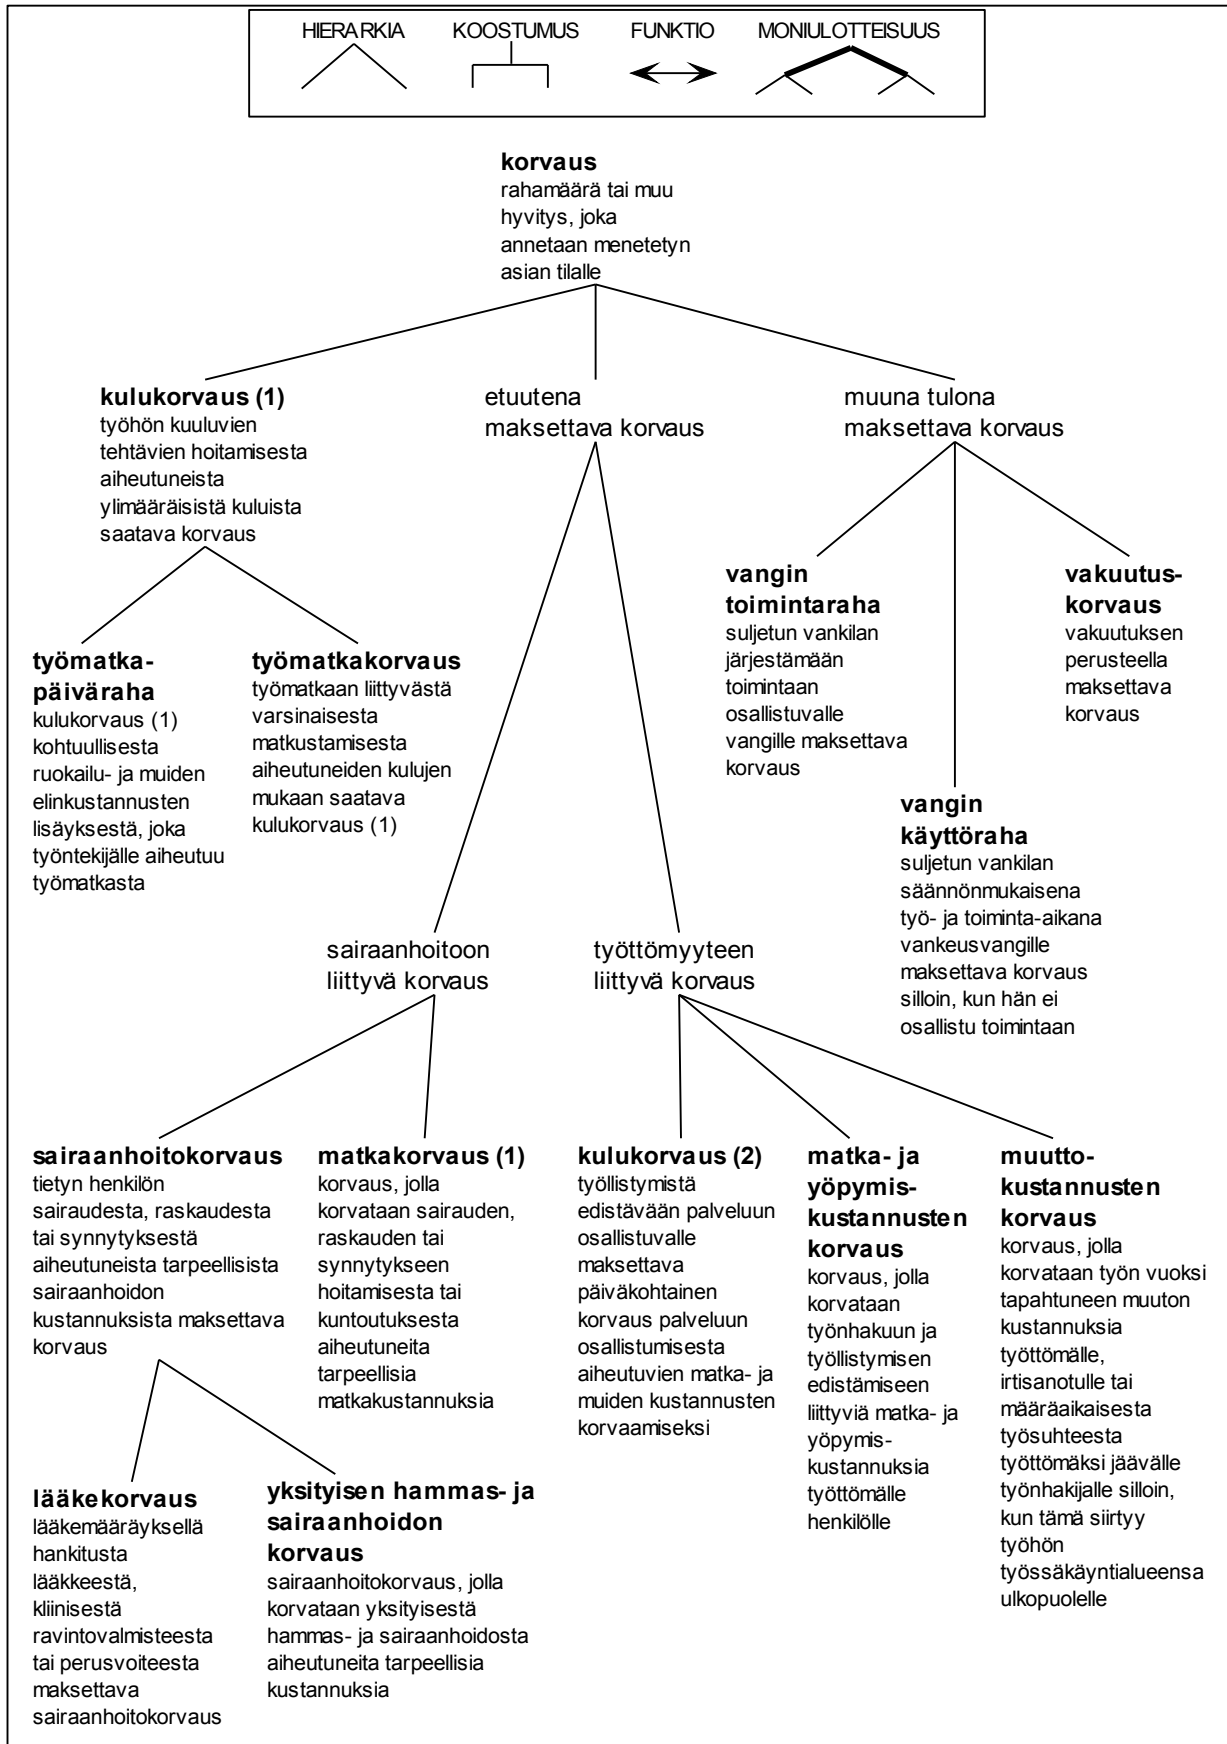 HIERARKIA KOOSTUMUS FUNKTIO MONIULOTTEISUUS
korvaus
rahamäärä tai muu
hyvitys, joka
annetaan menetetyn
asian tilalle
kulukorvaus (1)
työhön kuuluvien
tehtävien hoitamisesta
aiheutuneista
ylimääräisistä kuluista
saatava korvaus
etuutena
maksettava korvaus
muuna tulona
maksettava korvaus
vangin
toimintaraha
suljetun vankilan
järjestämään
toimintaan
osallistuvalle
vangille maksettava
korvaus
vakuutus-
korvaus
vakuutuksen
perusteella
maksettava
korvaus
työmatka-
päiväraha
kulukorvaus (1)
kohtuullisesta
ruokailu- ja muiden
elinkustannusten
lisäyksestä, joka
työntekijälle aiheutuu
työmatkasta
työmatkakorvaus
työmatkaan liittyvästä
varsinaisesta
matkustamisesta
aiheutuneiden kulujen
mukaan saatava
kulukorvaus (1)
vangin
käyttöraha
suljetun vankilan
säännönmukaisena
työ- ja toiminta-aikana
vankeusvangille
maksettava korvaus
silloin, kun hän ei
osallistu toimintaan
sairaanhoitoon
liittyvä korvaus
työttömyyteen
liittyvä korvaus
sairaanhoitokorvaus
tietyn henkilön
sairaudesta, raskaudesta
tai synnytyksestä
aiheutuneista tarpeellisista
sairaanhoidon
kustannuksista maksettava
korvaus
matkakorvaus (1)
korvaus, jolla
korvataan sairauden,
raskauden tai
synnytykseen
hoitamisesta tai
kuntoutuksesta
aiheutuneita
tarpeellisia
matkakustannuksia
kulukorvaus (2)
työllistymistä
edistävään palveluun
osallistuvalle
maksettava
päiväkohtainen
korvaus palveluun
osallistumisesta
aiheutuvien matka- ja
muiden kustannusten
korvaamiseksi
matka- ja
yöpymis-
kustannusten
korvaus
korvaus, jolla
korvataan
työnhakuun ja
työllistymisen
edistämiseen
liittyviä matka- ja
yöpymis-
kustannuksia
työttömälle
henkilölle
muutto-
kustannusten
korvaus
korvaus, jolla
korvataan työn vuoksi
tapahtuneen muuton
kustannuksia
työttömälle,
irtisanotulle tai
määräaikaisesta
työsuhteesta
työttömäksi jäävälle
työnhakijalle silloin,
kun tämä siirtyy
työhön
työssäkäyntialueensa
ulkopuolelle
lääkekorvaus
lääkemääräyksellä
hankitusta
lääkkeestä,
kliinisestä
ravintovalmisteesta
tai perusvoiteesta
maksettava
sairaanhoitokorvaus
yksityisen hammas- ja
sairaanhoidon
korvaus
sairaanhoitokorvaus, jolla
korvataan yksityisestä
hammas- ja sairaanhoidosta
aiheutuneita tarpeellisia
kustannuksia